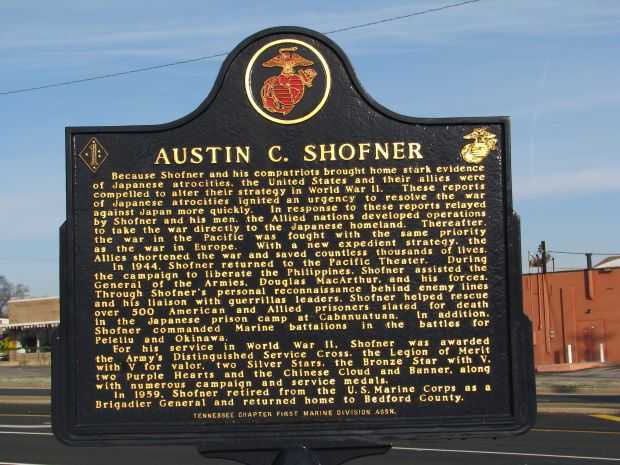 AUSTIN C. SHOFNER
Because Shofner and his compatriots brought home stark evidence
of Japanese atrocities, the United States and their allies were
compelled to alter their strategy in World War II. These reports
of Japanese atrocities ignited an urgency to resolve the war
against Japan more quickly. In response to these reports relayed
by Shofner and his men, the Allied nations developed operations
to take the war directly to the Japanese homeland. Thereafter,
the war in the Pacific was fought with the same priority
as the war in Europe. With a new expedient strategy, the
Allies shortened the war and saved countless thousands of lives.
In 1944, Shofner returned to the Pacific Theater. During
the campaign to liberate the Philippines, Shofner assisted the
General of the Armies, Douglas MacArthur, and his forces.
Through Shofner's personal reconnaissance behind enemy lines
and his liaison with guerrillas leaders, Shofner helped rescue
over 500 American and Allied prisoners slated for death
in the Japanese prison camp at Cabanuatuan. In addition,
Shofner commanded Marine battalions in the battles for
Peleliu and Okinawa.
For his service in World War II, Shofner was awarded
the Army's Distinguished Service Cross, the Legion of Merit
with V for valor, two Silver Stars, the Bronze Star with V,
two Purple Hearts and the Chinese Cloud and Banner, along
with numerous campaign and service medals.
In 1959, Shofner retired from the U.S. Marine Corps as a
Brigadier General and returned home to Bedford County.
TENNESSEE CHAPTER FIRST MARINE DIVISION ASSN.